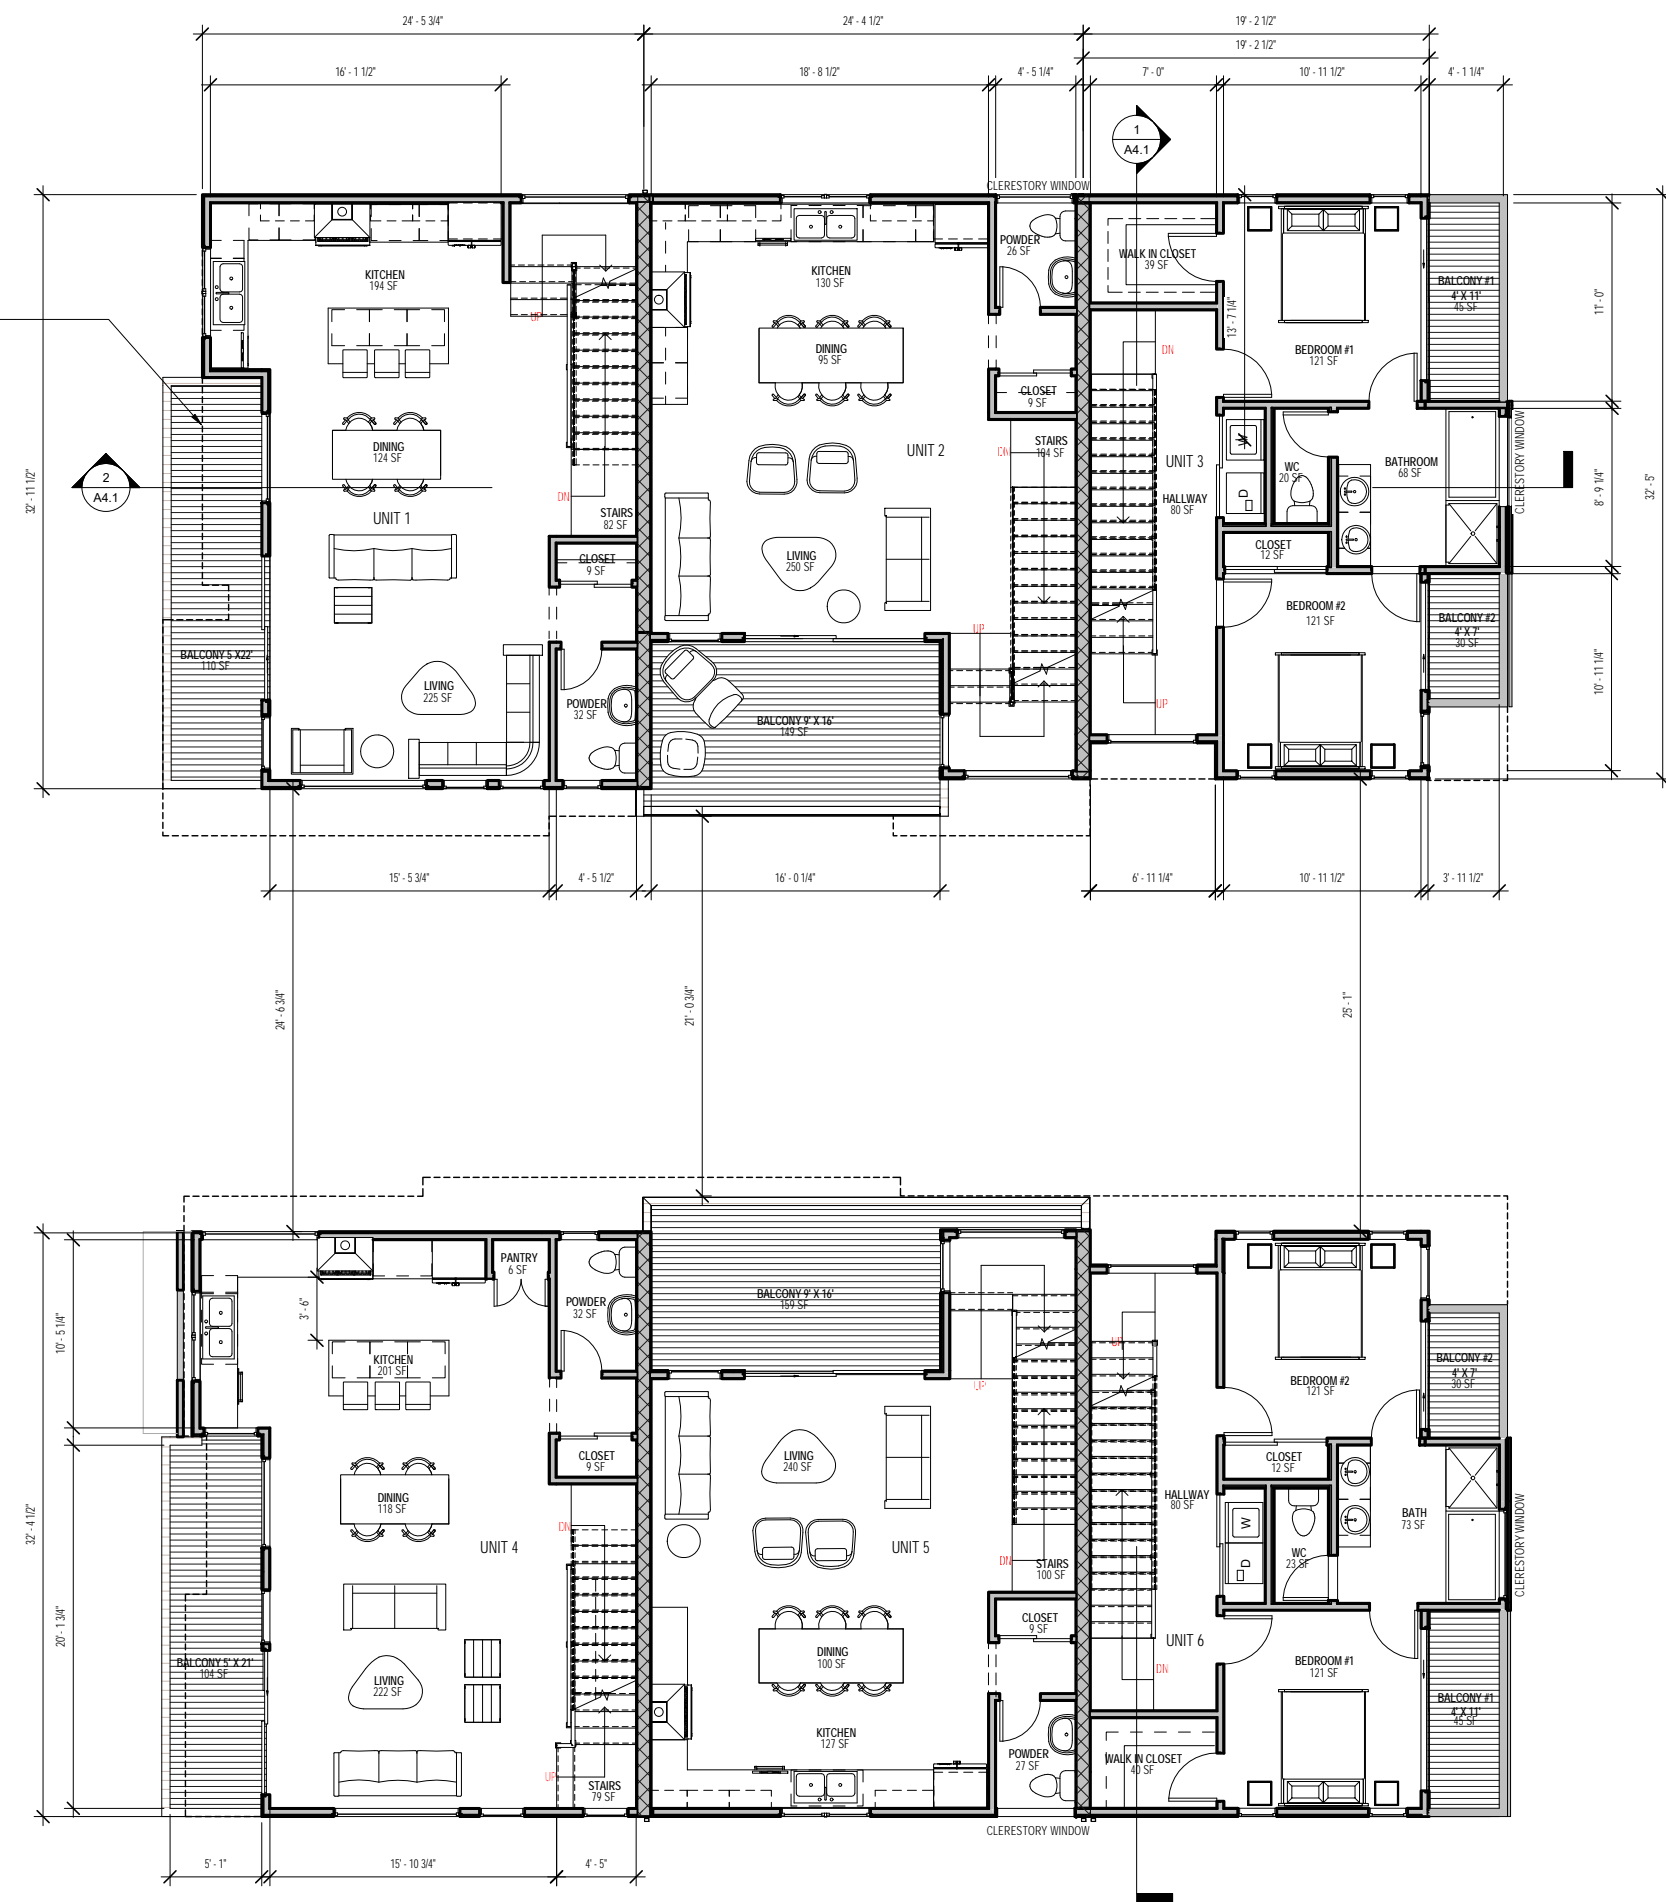 24' - 5 3/4"
24' - 4 1/2"
19' - 2 1/2"
19' - 2 1/2"
16' - 1 1/2"
18' - 8 1/2"
4' - 5 1/4"
7' - 0"
10' - 11 1/2"
4' - 1 1/4"
1
A4.1
CLERESTORY WINDOW
32' - 11 1/2"
KITCHEN
194 SF
UP
DINING
124 SF
2
A4.1
UNIT 1
DN
STAIRS
82 SF
CLOSET
9 SF
BALCONY 5 X22'
110 SF
LIVING
225 SF
POWDER
32 SF
KITCHEN
130 SF
POWDER
26 SF
DINING
95 SF
CLOSET
9 SF
UNIT 2
DN
STAIRS
104 SF
LIVING
250 SF
UP
BALCONY 9' X 16'
149 SF
WALK IN CLOSET
39 SF
13' - 7 1/4"
DN
BEDROOM #1
121 SF
BALCONY #1
4' X 11'
45 SF
11' - 0"
UNIT 3
HALLWAY
80 SF
W
D
WC
20 SF
BATHROOM
68 SF
CLERESTORY WINDOW
8' - 9 1/4"
32' - 5"
CLOSET
12 SF
BEDROOM #2
121 SF
BALCONY #2
4' X 7'
30 SF
10' - 11 1/4"
UP
15' - 5 3/4"
4' - 5 1/2"
16' - 0 1/4"
6' - 11 1/4"
10' - 11 1/2"
3' - 11 1/2"
24' - 6 3/4"
21' - 0 3/4"
25' - 1"
32' - 4 1/2"
10' - 5 1/4"
20' - 1 3/4"
PANTRY
6 SF
3' - 6"
POWDER
32 SF
KITCHEN
201 SF
CLOSET
9 SF
DINING
118 SF
DN
UNIT 4
BALCONY 5' X 21'
104 SF
LIVING
222 SF
UP
STAIRS
79 SF
BALCONY 9' X 16'
159 SF
UP
LIVING
240 SF
UNIT 5
DN
STAIRS
100 SF
CLOSET
9 SF
DINING
100 SF
KITCHEN
127 SF
POWDER
27 SF
CLERESTORY WINDOW
UP
BEDROOM #2
121 SF
BALCONY #2
4' X 7'
30 SF
CLOSET
12 SF
HALLWAY
80 SF
W
D
WC
23 SF
BATH
73 SF
CLERESTORY WINDOW
UNIT 6
DN
BEDROOM #1
121 SF
BALCONY #1
4' X 11'
45 SF
WALK IN CLOSET
40 SF
5' - 1"
15' - 10 3/4"
4' - 5"